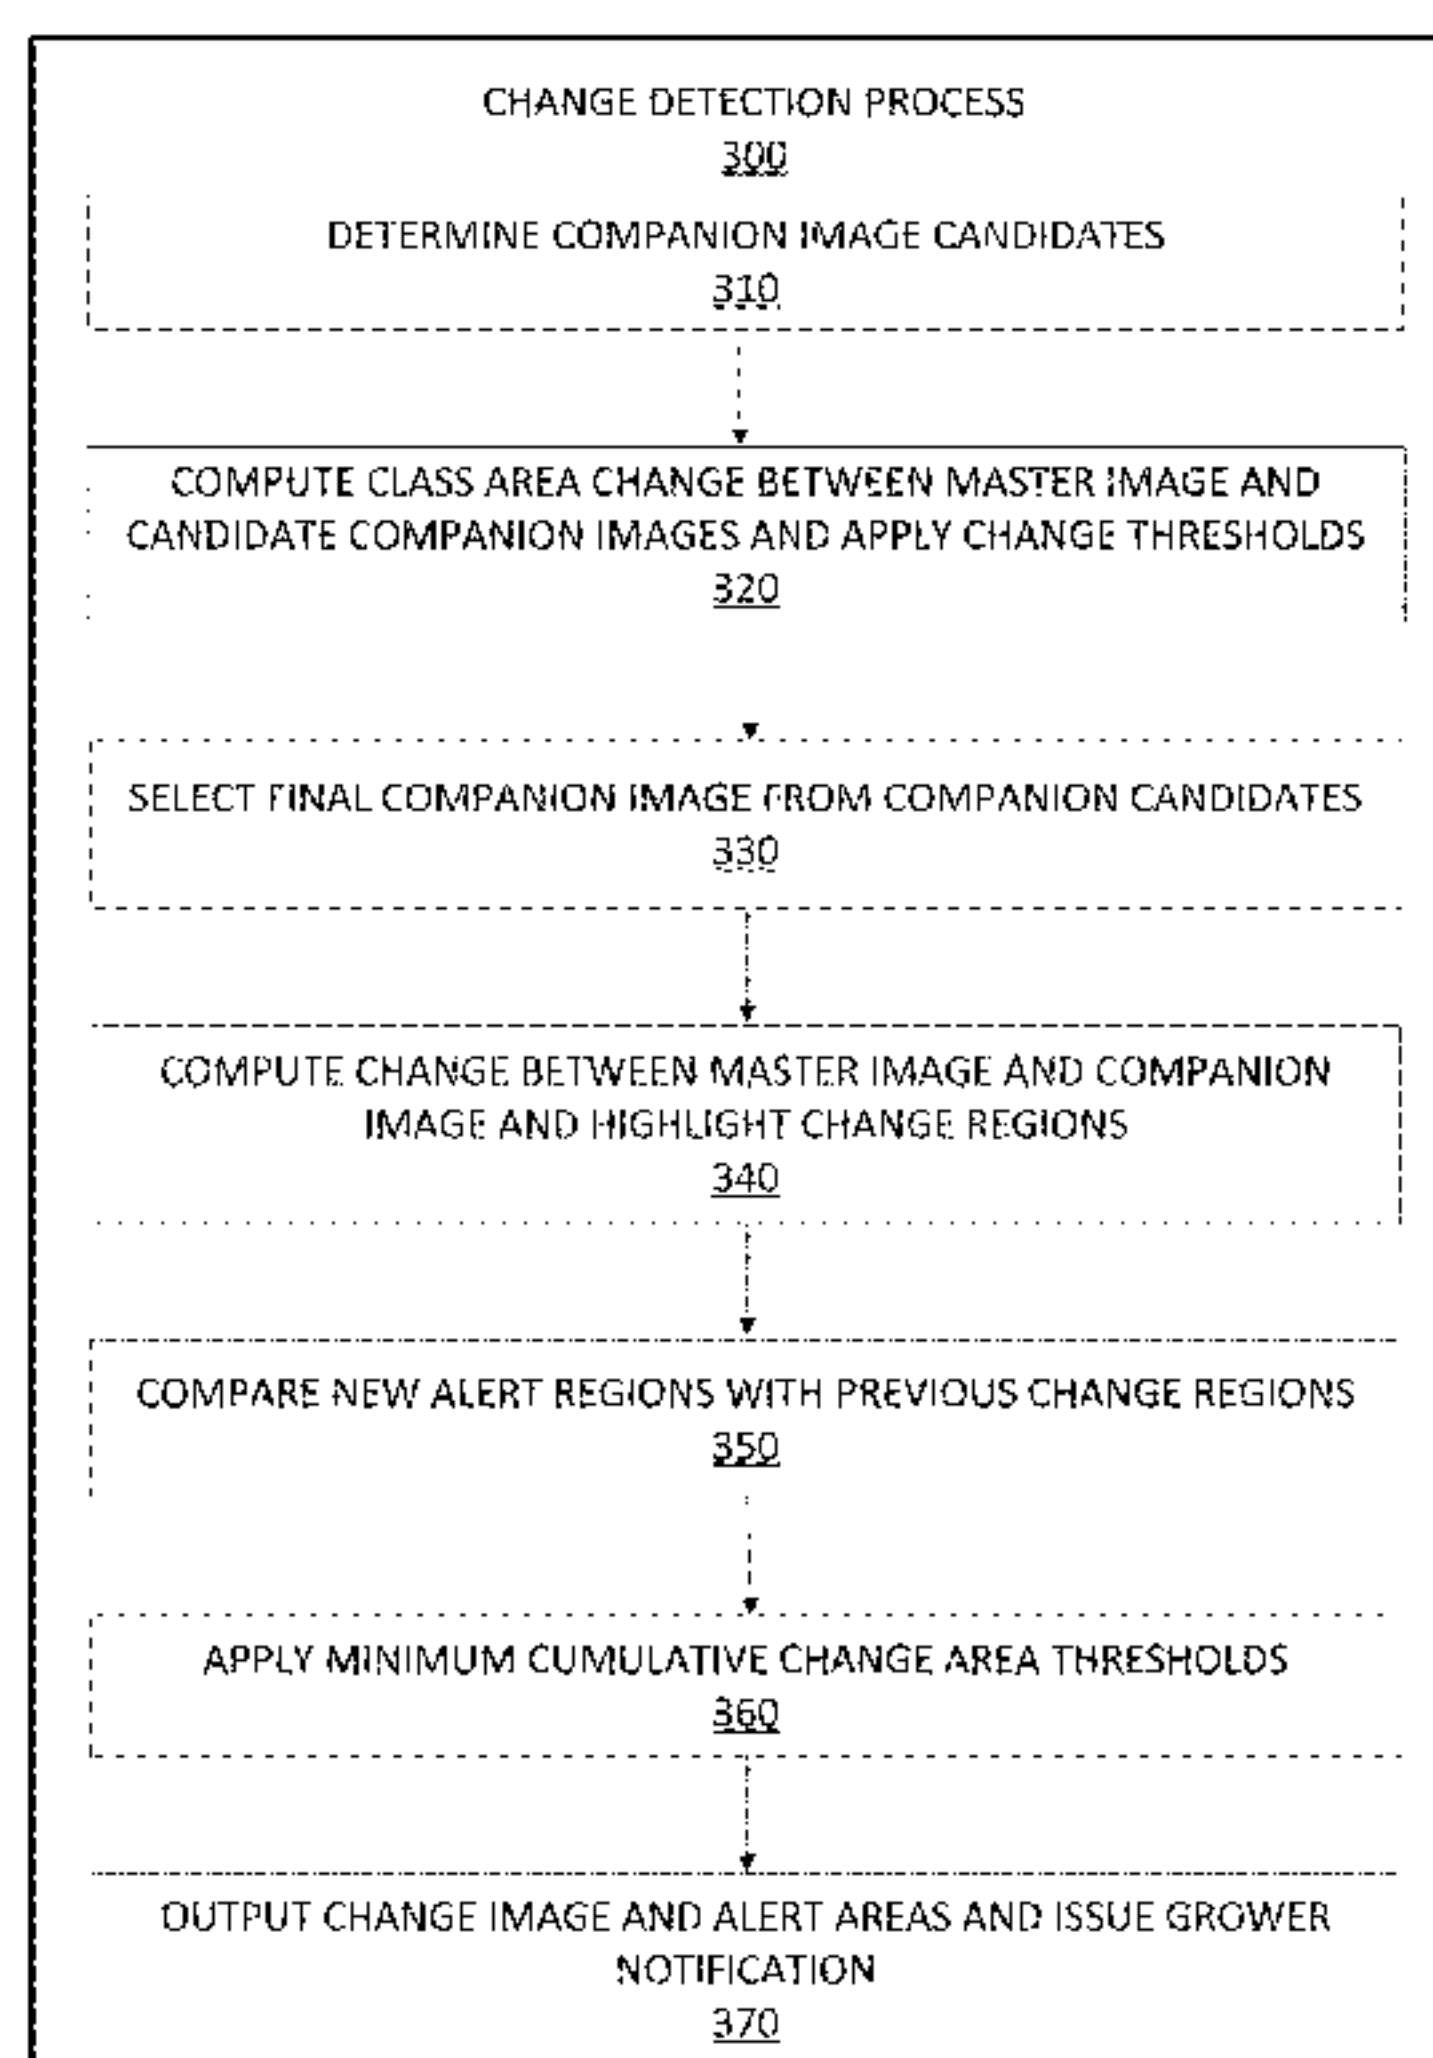 CHANGE DETECTION PROCESS
300
DETERMINE COMPANION IMAGE CANDIDATES
310
COMPUTE CLASS AREA CHANGE BETWEEN MASTER IMAGE AND
CANDIDATE COMPANION IMAGES AND APPLY CHANGE THRESHOLDS
320
SELECT FINAL COMPANION IMAGE FROM COMPANION CANDIDATES
330
COMPUTE CHANGE BETWEEN MASTER IMAGE AND COMPANION
IMAGE AND HIGHLIGHT CHANGE REGIONS
340
COMPARE NEW ALERT REGIONS WITH PREVIOUS CHANGE REGIONS
350
APPLY MINIMUM CUMULATIVE CHANGE AREA THRESHOLDS
360
OUTPUT CHANGE IMAGE AND ALERT AREAS AND ISSUE GROWER
NOTIFICATION
370